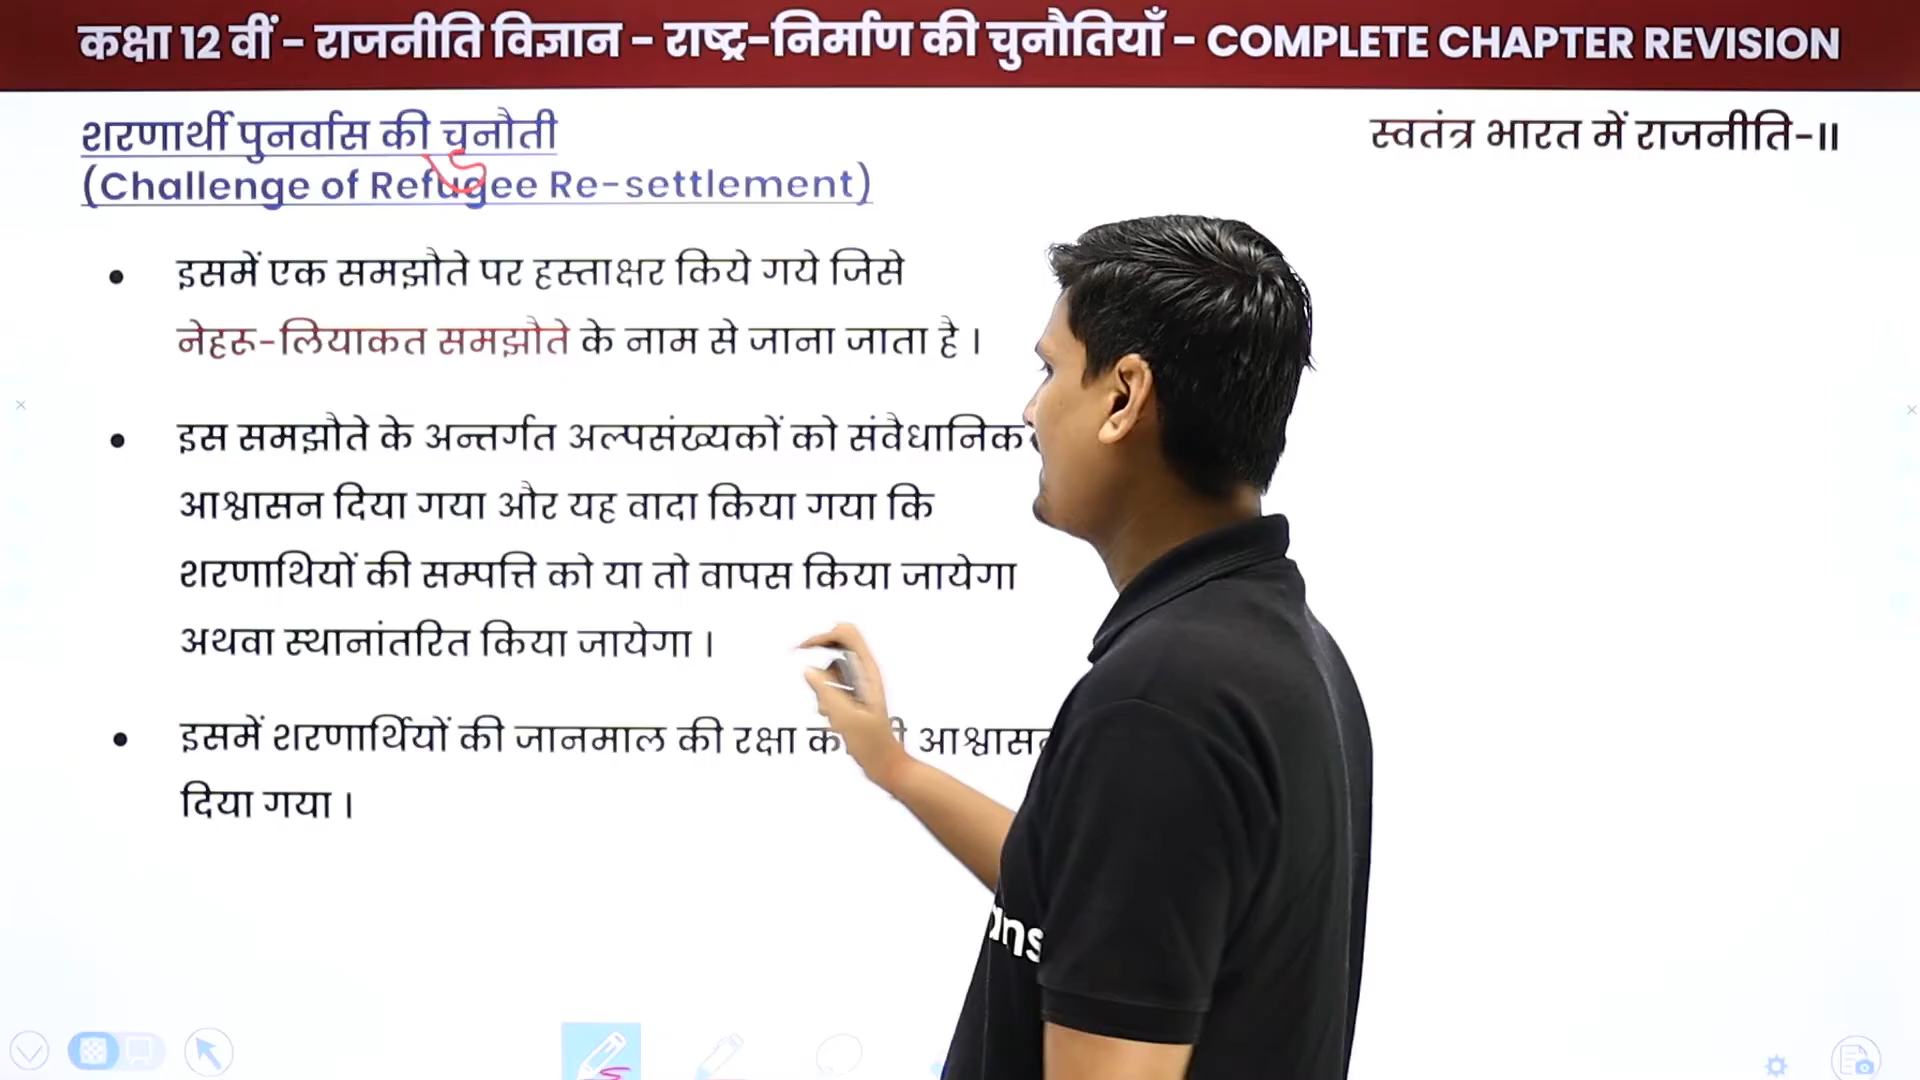 कक्षा 12 वीं - राजनीति विज्ञान - राष्ट्र-निर्माण की चुनौतियाँ - COMPLETE CHAPTER REVISION
शरणार्थी पुनर्वास की चुनौती
(Challenge of Refugee Re-settlement)
स्वतंत्र भारत में राजनीति-II
इसमें एक समझौते पर हस्ताक्षर किये गये जिसे
नेहरू-लियाकत समझौते के नाम से जाना जाता है ।
इस समझौते के अन्तर्गत अल्पसंख्यकों को संवैधानिक
आश्वासन दिया गया और यह वादा किया गया कि
शरणाथियों की सम्पत्ति को या तो वापस किया जायेगा
अथवा स्थानांतरित किया जायेगा ।
इसमें शरणार्थियों की जानमाल की रक्षा
दिया गया ।